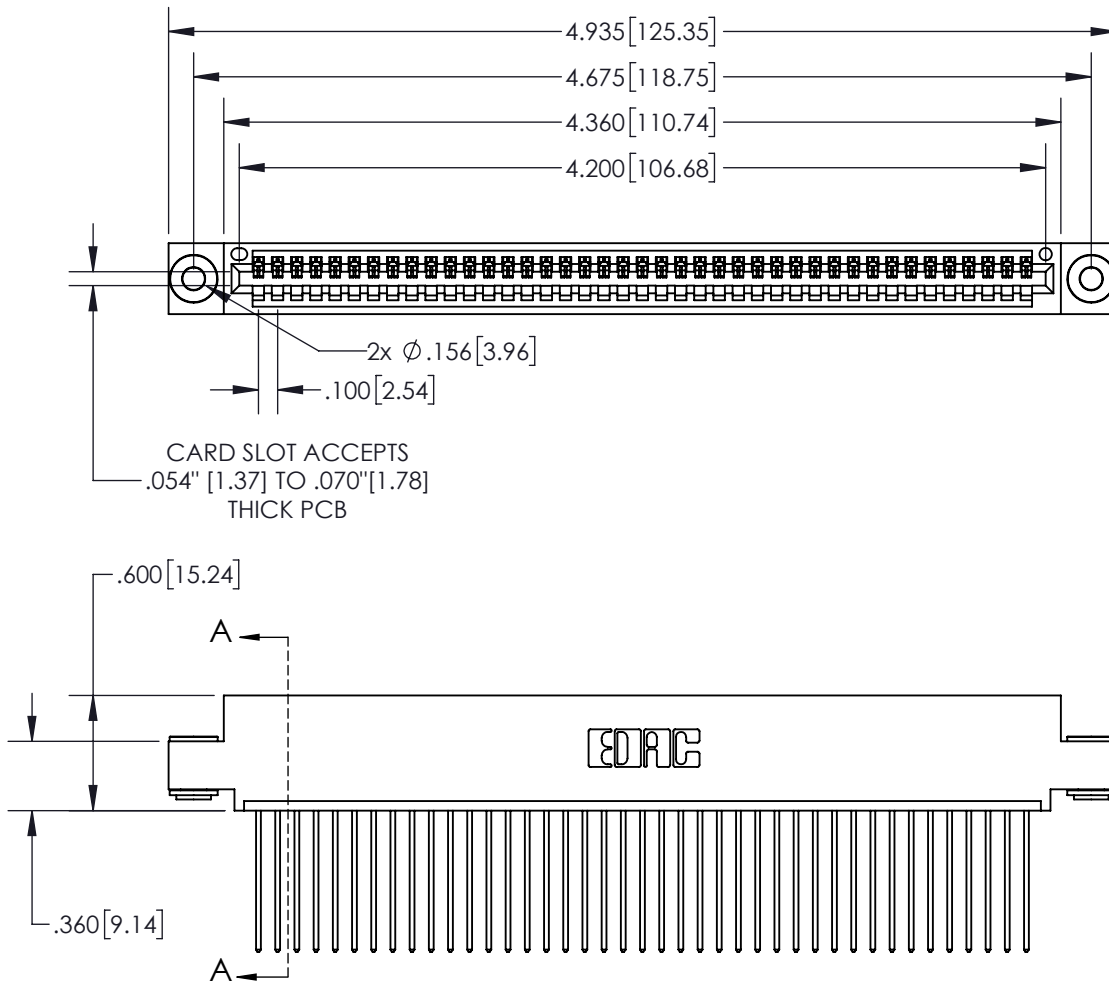 4.935[125.35]
4.675[118.75]
4.360[110.74]
4.200[106.68]
2x Ø.156[3.96]
.100[2.54]
CARD SLOT ACCEPTS
.054" [1.37] TO .070"[1.78]
THICK PCB
.600[15.24]
A
EDAC
.360[9.14]
A